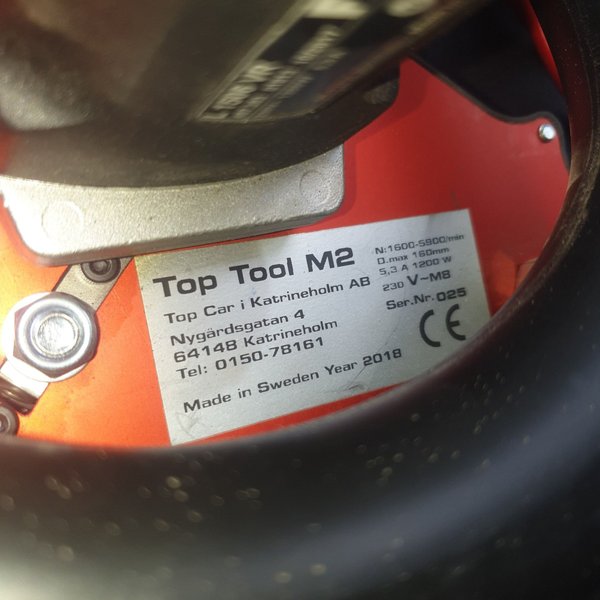 Top Tool M2
Top Car i Katrineholm AB
Nygårdsgatan 4
64148 Katrineholm
Tel: 0150-78161
Made in Sweden Year 2018
N:1600-5900/min
D.max 160mm
5,3 A 1200 W
230 V~M8
Ser.Nr. 025
CE